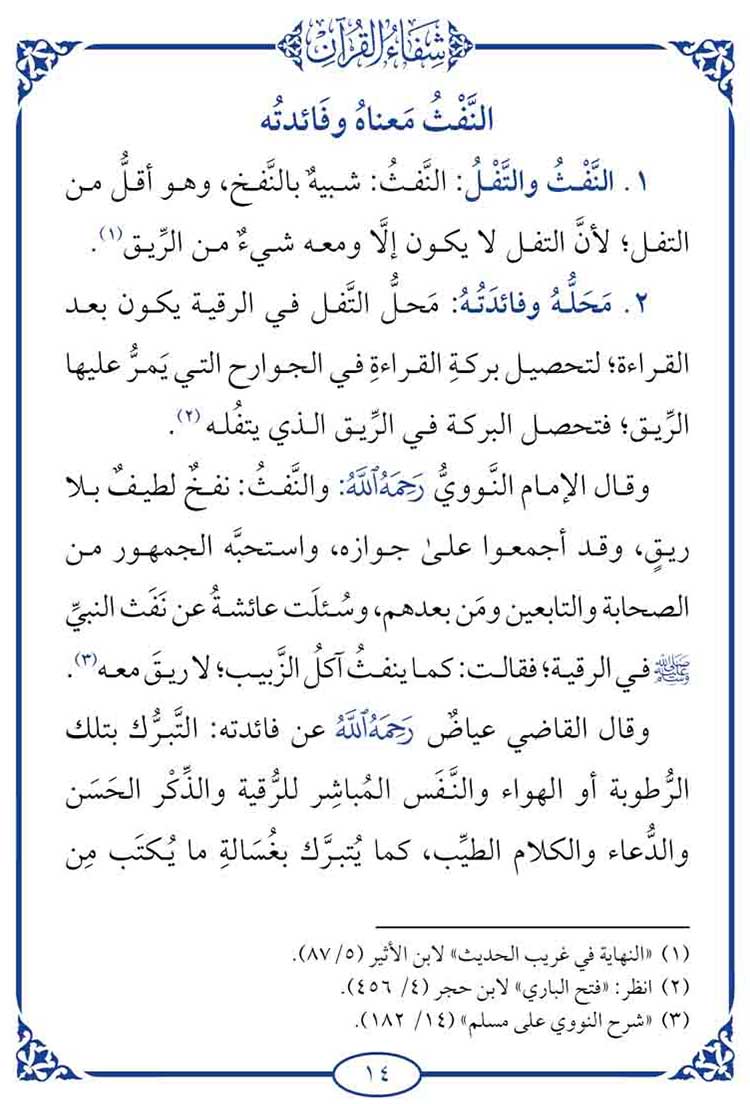 شِفَاءُ القُرْآنِ
النَّفْثُ مَعناهُ وفَائدتُه
١. النَّفْثُ والتَّفْلُ: النَّفثُ: شبيهٌ بالنَّفخ، وهو أقلُّ من
التفل؛ لأنَّ التفل لا يكون إلَّا ومعه شيءٌ من الرِّيق(١).
٢. مَحَلُّهُ وفائدَتُهُ: مَحلُّ التَّفل في الرقية يكون بعد
القراءة؛ لتحصيل بركةِ القراءةِ في الجوارح التي يَمرُّ عليها
الرِّيق؛ فتحصل البركة في الرِّيق الذي يتفُله(٢).
وقال الإمام النَّوويُّ رَحِمَهُ ٱللَّهُ: والنَّفثُ: نفخٌ لطيفٌ بلا
ريقٍ، وقد أجمعوا علىٰ جوازه، واستحبَّه الجمهور من
الصحابة والتابعين ومَن بعدهم، وسُئلَت عائشةُ عن نَفَث النبيِّ
ﷺ في الرقية؛ فقالت: كما ينفثُ آكلُ الزَّبيب؛ لا ريقَ معه(٣).
وقال القاضي عياضٌ رَحِمَهُ ٱللَّهُ عن فائدته: التَّبرُّك بتلك
الرُّطوبة أو الهواء والنَّفَس المُباشِر للرُّقية والذِّكْر الحَسَن
والدُّعاء والكلام الطيِّب، كما يُتبرَّك بغُسَالةِ ما يُكتَب مِن
(١) «النهاية في غريب الحديث» لابن الأثير (٥/ ٨٧).
(٢) انظر: «فتح الباري» لابن حجر (٤/ ٤٥٦).
(٣) «شرح النووي على مسلم» (١٤/ ١٨٢).
١٤